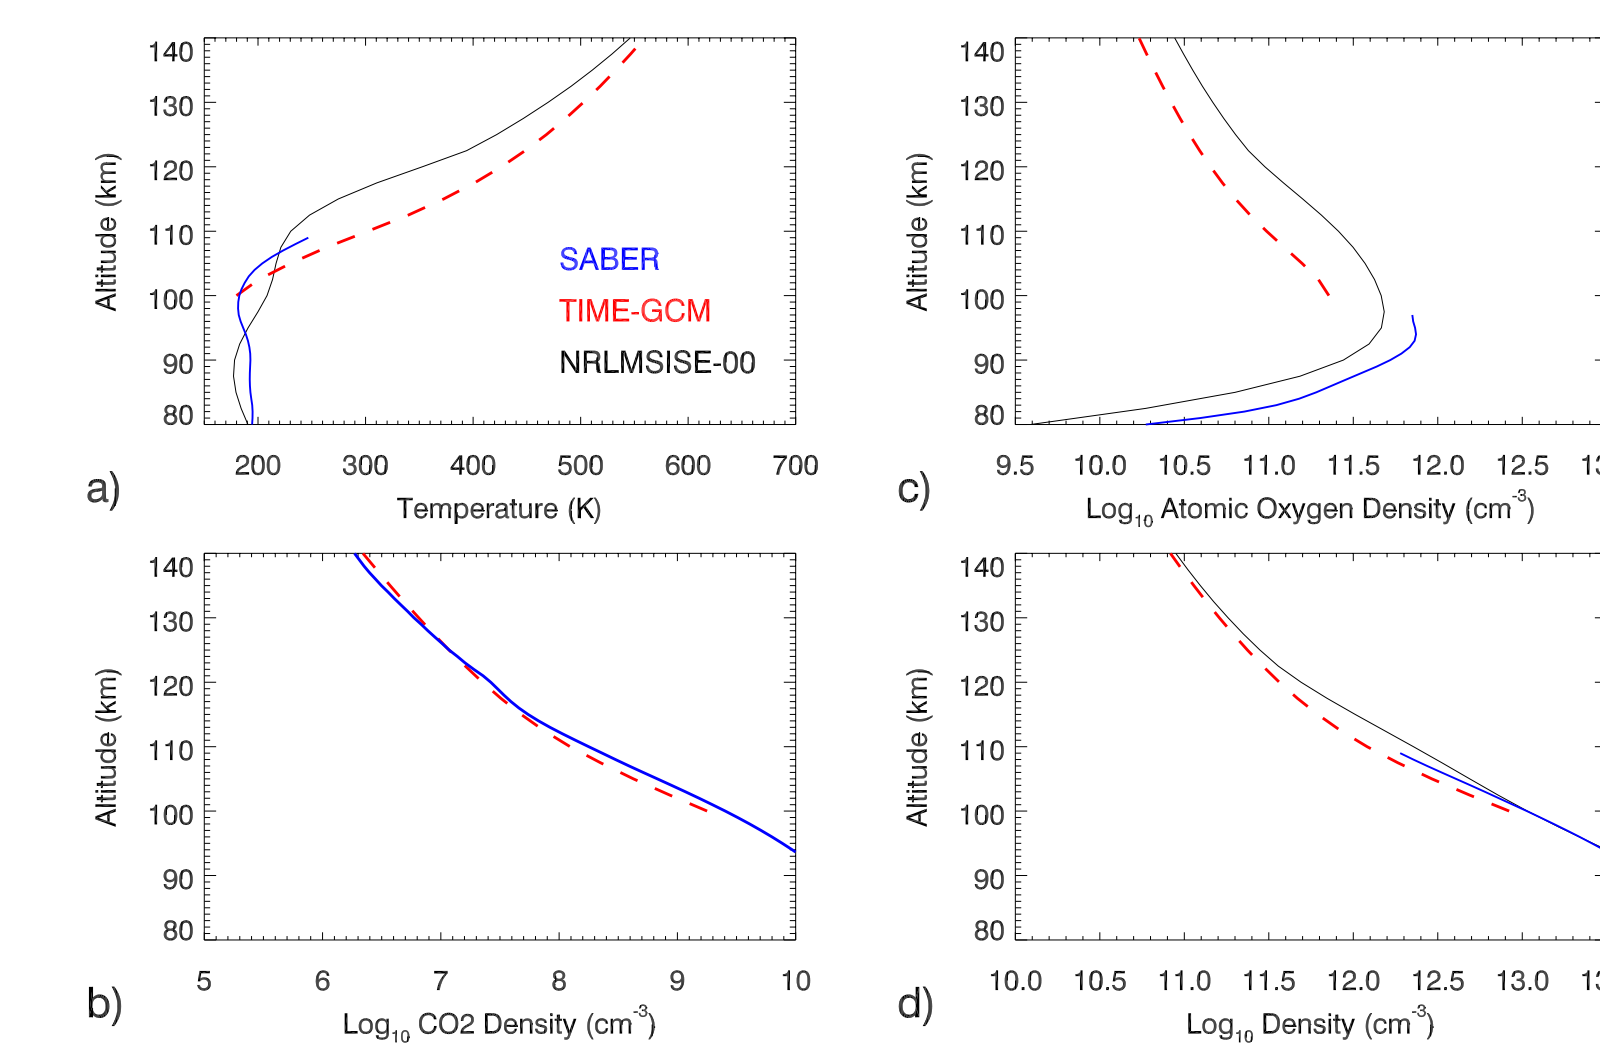 140
130
120
110
100
90
80
Altitude (km)
200 300 400 500 600 700
Temperature (K)
a)
SABER
TIME-GCM
NRLMSISE-00
140
130
120
110
100
90
80
Altitude (km)
9.5 10.0 10.5 11.0 11.5 12.0 12.5
Log10 Atomic Oxygen Density (cm-3)
c)
140
130
120
110
100
90
80
Altitude (km)
5 6 7 8 9 10
Log10 CO2 Density (cm-3)
b)
140
130
120
110
100
90
80
Altitude (km)
10.0 10.5 11.0 11.5 12.0 12.5 13.0
Log10 Density (cm-3)
d)